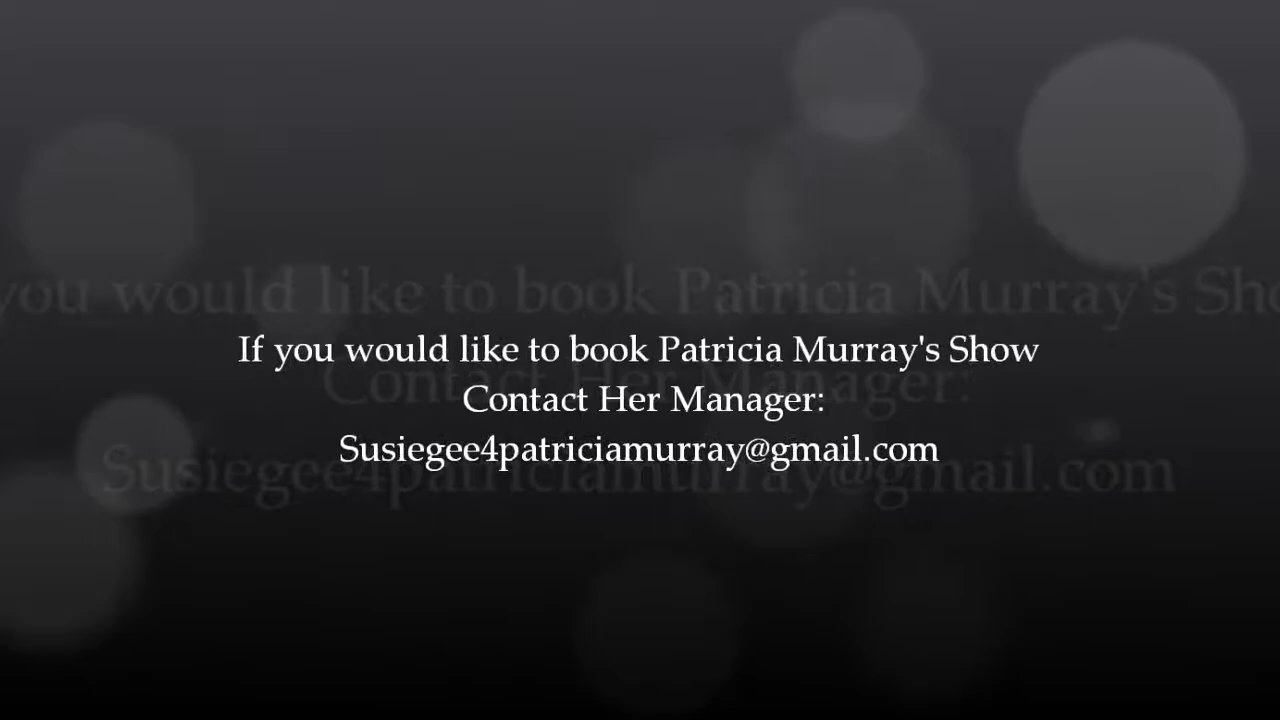 If you would like to book Patricia Murray's Show
Contact Her Manager:
Susiegee4patriciamurray@gmail.com